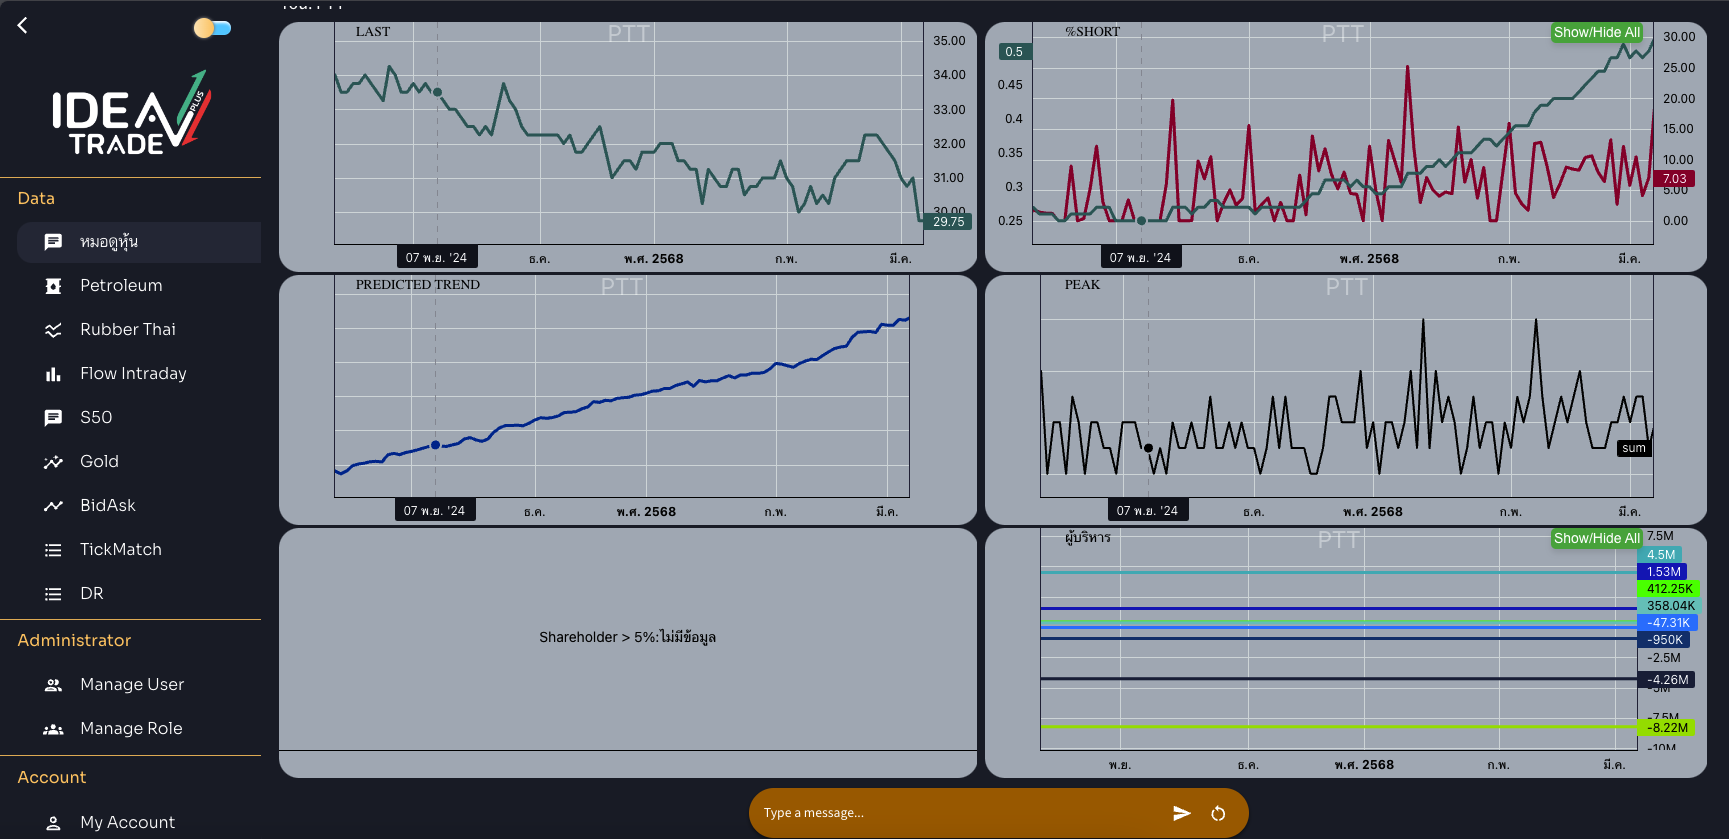 You:PTT
IDEA
TRADE
PLUS
Data
หมอดูหุ้น
Petroleum
Rubber Thai
Flow Intraday
S50
Gold
BidAsk
TickMatch
DR
Administrator
Manage User
Manage Role
Account
My Account
LAST
PTT
35.00
34.00
33.00
32.00
31.00
30.00
29.75
07 พ.ย. '24
ธ.ค.
พ.ศ. 2568
ก.พ.
มี.ค.
%SHORT
PTT
Show/Hide All
0.5
0.45
0.4
0.35
0.3
0.25
30.00
25.00
20.00
15.00
10.00
7.03
5.00
0.00
07 พ.ย. '24
ธ.ค.
พ.ศ. 2568
ก.พ.
มี.ค.
PREDICTED TREND
PTT
07 พ.ย. '24
ธ.ค.
พ.ศ. 2568
ก.พ.
มี.ค.
PEAK
PTT
sum
07 พ.ย. '24
ธ.ค.
พ.ศ. 2568
ก.พ.
มี.ค.
Shareholder > 5%:ไม่มีข้อมูล
ผู้บริหาร
PTT
Show/Hide All
7.5M
4.5M
1.53M
412.25K
358.04K
-47.31K
-950K
-2.5M
-4.26M
-5M
-7.5M
-8.22M
-10M
พ.ย.
ธ.ค.
พ.ศ. 2568
ก.พ.
มี.ค.
Type a message...